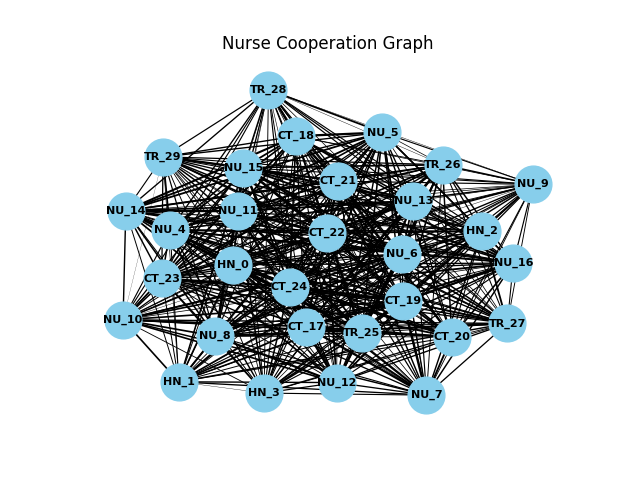 Nurse Cooperation Graph
TR_28
CT_18
NU_5
TR_29
NU_15
TR_26
CT_21
NU_9
NU_13
NU_14
NU_11
NU_4
CT_22
HN_2
NU_6
HN_0
NU_16
CT_23
CT_24
CT_19
NU_10
TR_27
CT_17
TR_25
NU_8
CT_20
HN_1
NU_12
HN_3
NU_7